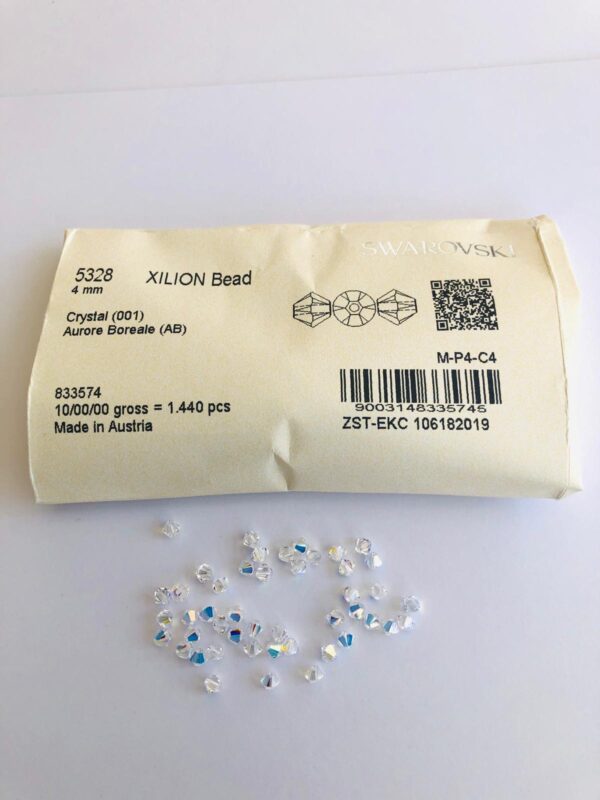 SWAROVSKI
5328 XILION Bead
4 mm
Crystal (001)
Aurore Boreale (AB)
M-P4-C4
833574
10/00/00 gross = 1.440 pcs
Made in Austria
9003148335745
ZST-EKC 106182019